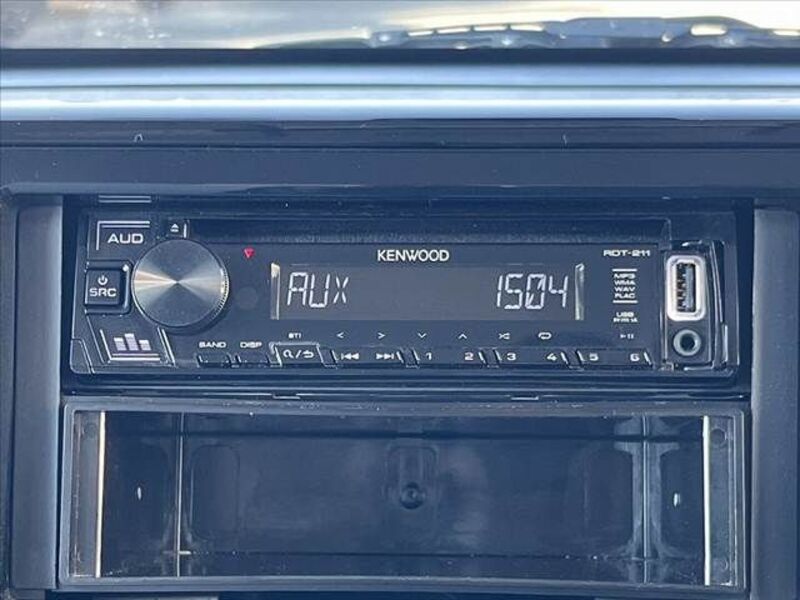 AUD
KENWOOD
RDT-211
SRC
AUX 1504
MP3
WMA
WAV
FLAC
USB
BAND DISP
1 2 3 4 5 6